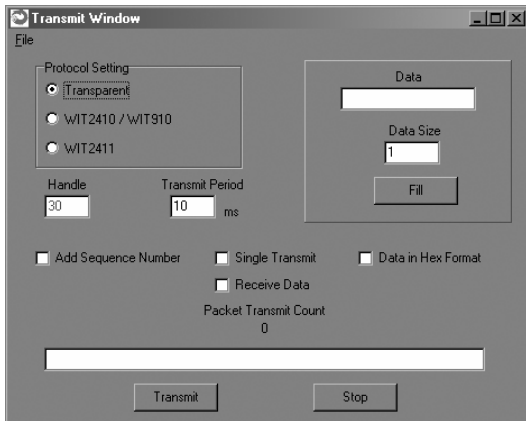 Transmit Window
File
Protocol Setting
Transparent
WIT2410 / WIT910
WIT2411
Data
Data Size
1
Fill
Handle
30
Transmit Period
10 ms
Add Sequence Number
Single Transmit
Data in Hex Format
Receive Data
Packet Transmit Count
0
Transmit
Stop